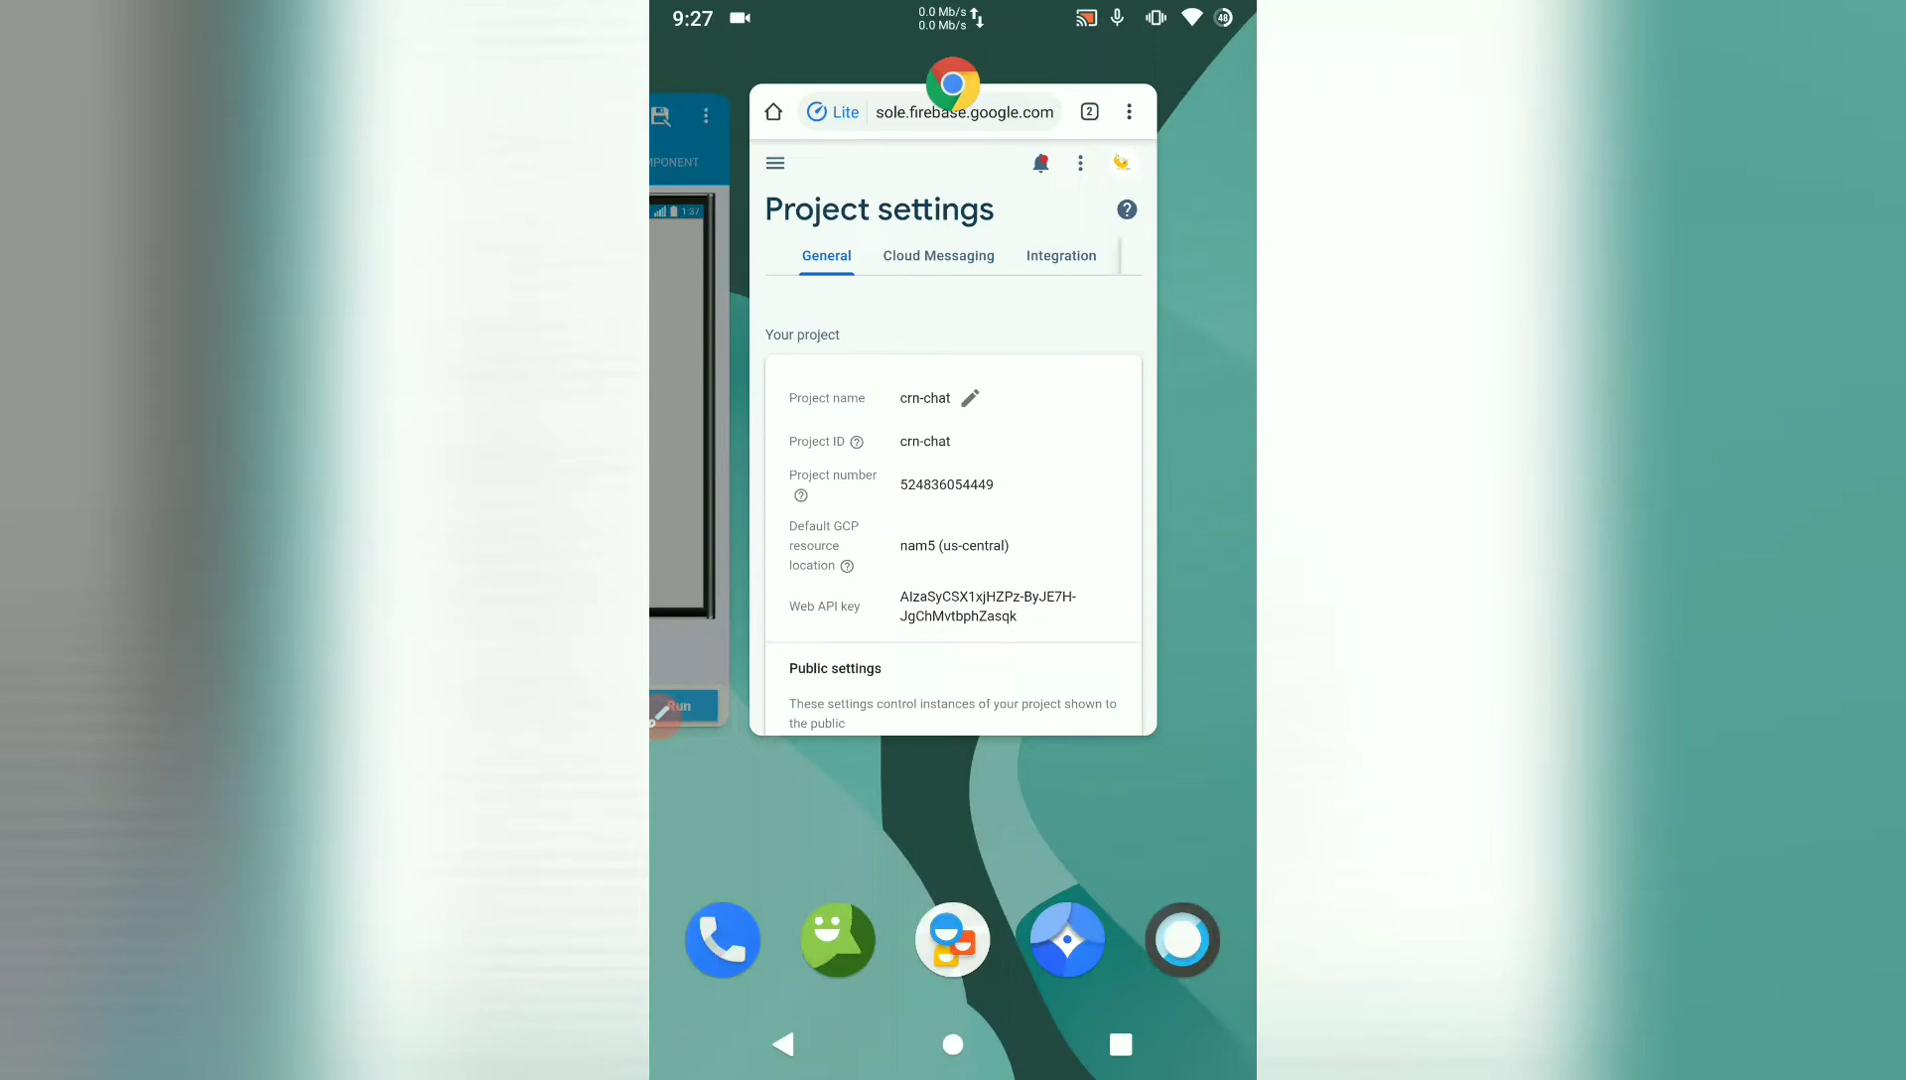 9:27
0.0 Mb/s
0.0 Mb/s
48
Lite
sole.firebase.google.com
2
MPONENT
1:37
Project settings
General
Cloud Messaging
Integration
Your project
Project name
crn-chat
Project ID
crn-chat
Project number
524836054449
Default GCP
resource
location
nam5 (us-central)
Web API key
AIzaSyCSX1xjHZPz-ByJE7H-
JgChMvtbphZasqk
Public settings
These settings control instances of your project shown to
the public
Run